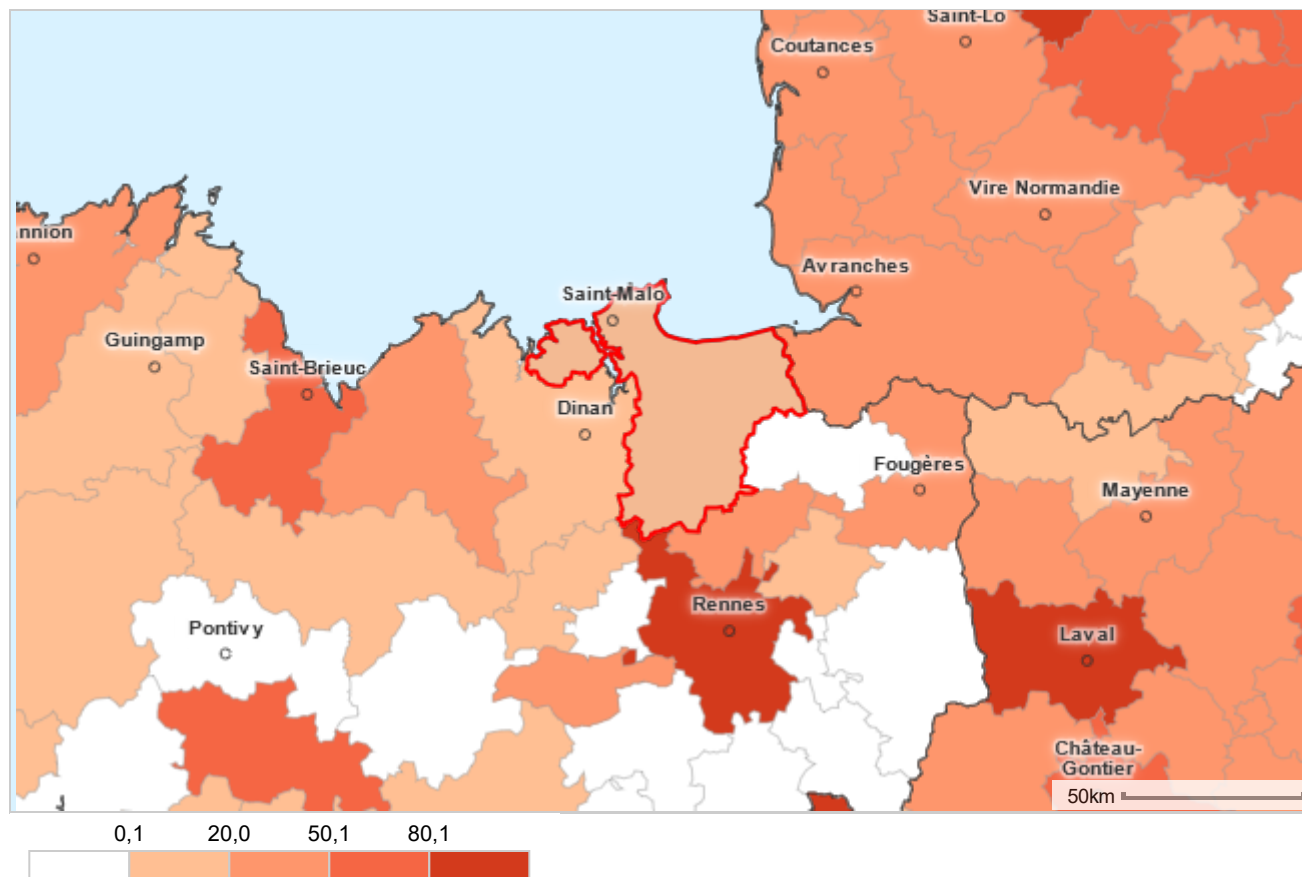 Saint-Lo
Coutances
Vire Normandie
annion
Avranches
Saint-Malo
Guingamp
Saint-Brieuc
Dinan
Fougères
Mayenne
Rennes
Pontivy
Laval
Château-
Gontier
50km
0,1 20,0 50,1 80,1